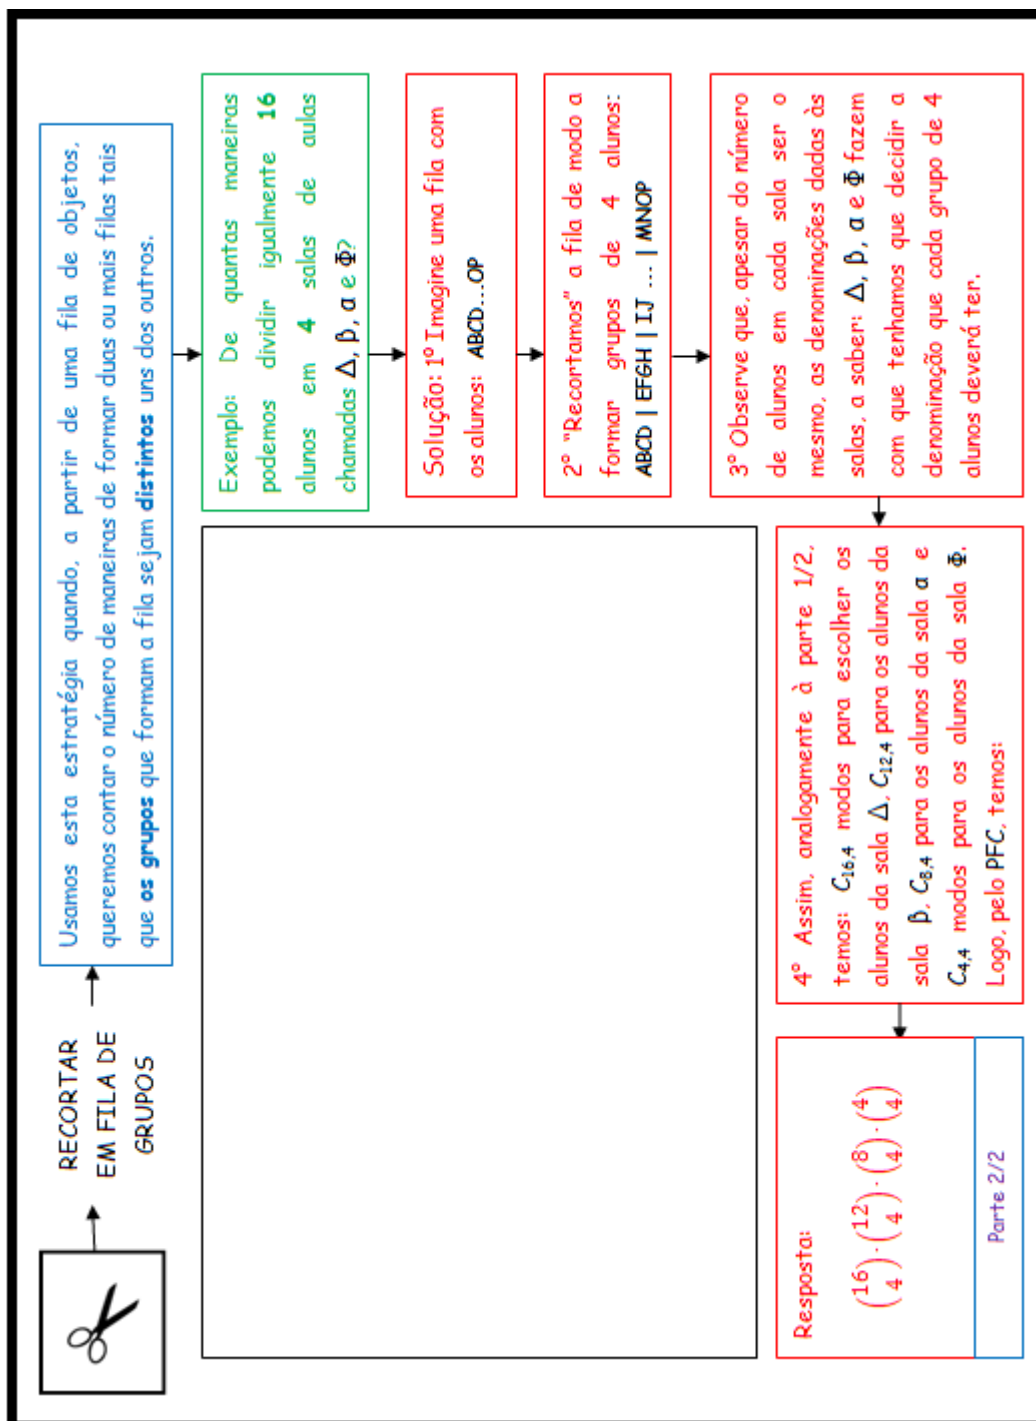 RECORTAR
EM FILA DE
GRUPOS
Usamos esta estratégia quando, a partir de uma fila de objetos,
queremos contar o número de maneiras de formar duas ou mais filas tais
que os grupos que formam a fila sejam distintos uns dos outros.
Exemplo: De quantas maneiras
podemos dividir igualmente 16
alunos em 4 salas de aulas
chamadas Δ, β, α e Φ?
Solução: 1º Imagine uma fila com
os alunos: ABCD...OP
2º "Recortamos" a fila de modo a
formar grupos de 4 alunos:
ABCD | EFGH | IJ ... | MNOP
3º Observe que, apesar do número
de alunos em cada sala ser o
mesmo, as denominações dadas às
salas, a saber: Δ, β, α e Φ fazem
com que tenhamos que decidir a
denominação que cada grupo de 4
alunos deverá ter.
4º Assim, analogamente à parte 1/2,
temos: C₁₆,₄ modos para escolher os
alunos da sala Δ, C₁₂,₄ para os alunos da
sala β, C₈,₄ para os alunos da sala α e
C₄,₄ modos para os alunos da sala Φ.
Logo, pelo PFC, temos:
Resposta:
(16 4)·(12 4)·(8 4)·(4 4)
Parte 2/2